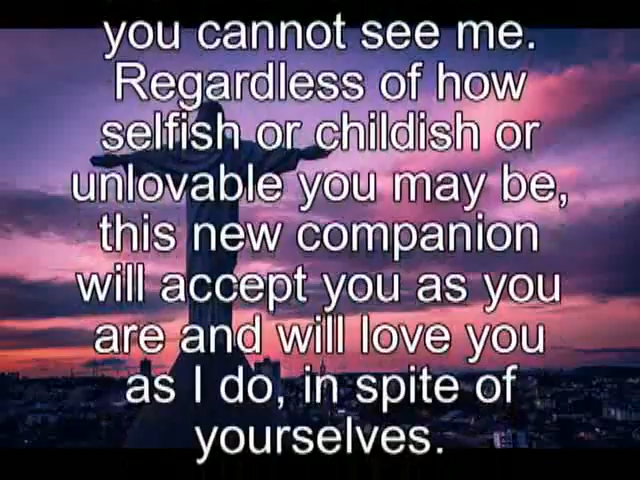 you cannot see me.
Regardless of how
selfish or childish or
unlovable you may be,
this new companion
will accept you as you
are and will love you
as I do, in spite of
yourselves.